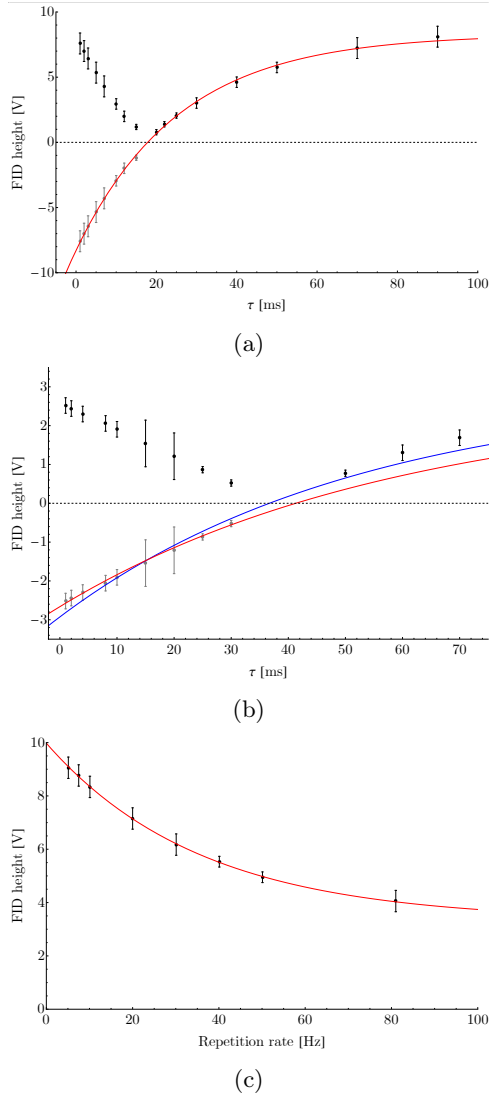 10
5
0
−5
−10
FID height [V]
0 20 40 60 80 100
τ [ms]
(a)
3
2
1
0
−1
−2
−3
FID height [V]
0 10 20 30 40 50 60 70
τ [ms]
(b)
10
8
6
4
2
0
FID height [V]
0 20 40 60 80 100
Repetition rate [Hz]
(c)